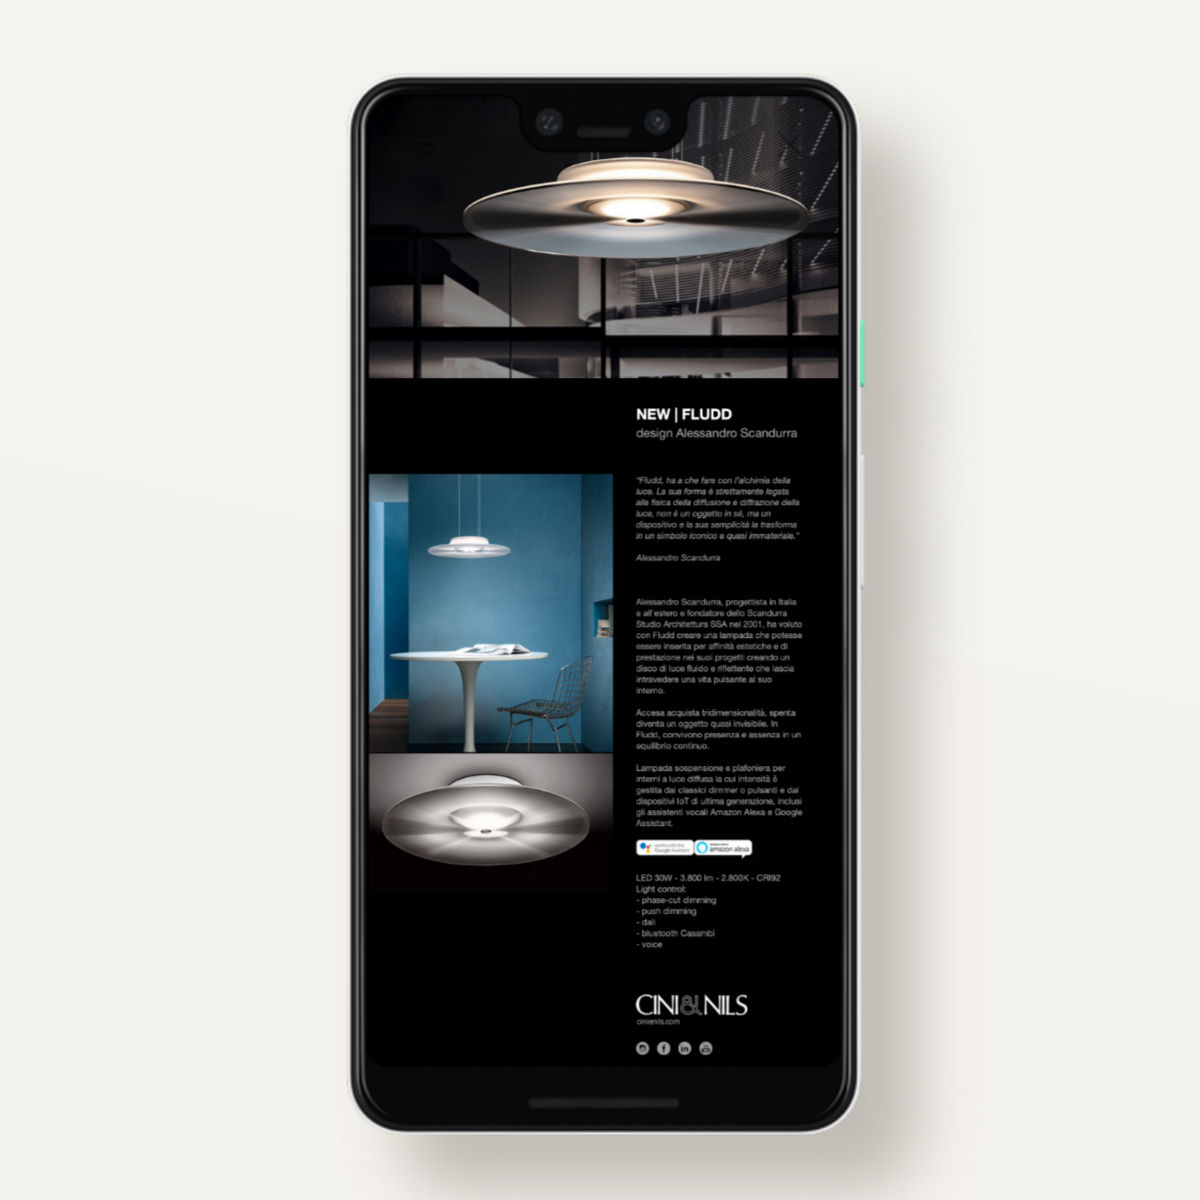 NEW | FLUDD
design Alessandro Scandurra
"Fludd, ha a che fare con l'alchimia della
luce. La sua forma è strettamente legata
alla fisica della diffusione e diffrazione della
luce, non è un oggetto in sé, ma un
dispositivo e la sua semplicità la trasforma
in un simbolo iconico e quasi immateriale."
Alessandro Scandurra
Alessandro Scandurra, progettista in Italia
e all'estero e fondatore dello Scandurra
Studio Architettura SSA nel 2001, ha voluto
con Fludd creare una lampada che potesse
essere inserita per affinità estetiche e di
prestazione nei suoi progetti creando un
disco di luce fluido e riflettente che lascia
intravedere una vita pulsante al suo
interno.
Accesa acquista tridimensionalità, spenta
diventa un oggetto quasi invisibile. In
Fludd, convivono presenza e assenza in un
equilibrio continuo.
Lampada sospensione e plafoniera per
interni a luce diffusa la cui intensità è
gestita dai classici dimmer o pulsanti e dai
dispositivi IoT di ultima generazione, inclusi
gli assistenti vocali Amazon Alexa e Google
Assistant.
works with the
Google Assistant
amazon alexa
LED 30W - 3.800 lm - 2.800K - CRI92
Light control:
- phase-cut dimming
- push dimming
- dali
- bluetooth Casambi
- voice
CINI&NILS
cinienils.com